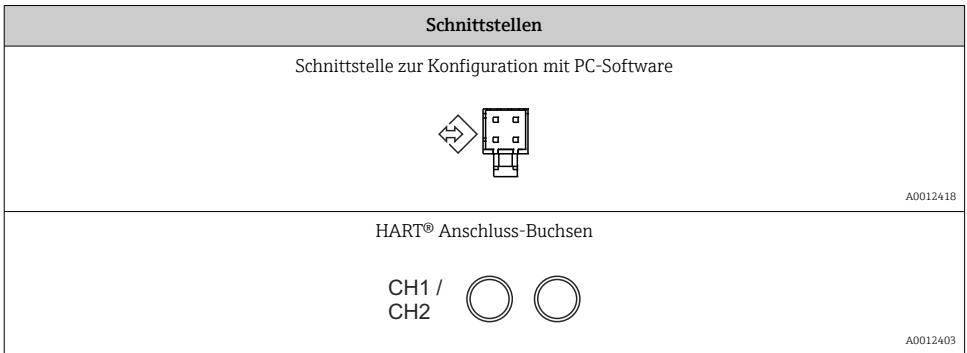 Schnittstellen
Schnittstelle zur Konfiguration mit PC-Software
A0012418
HART® Anschluss-Buchsen
CH1 /
CH2
A0012403